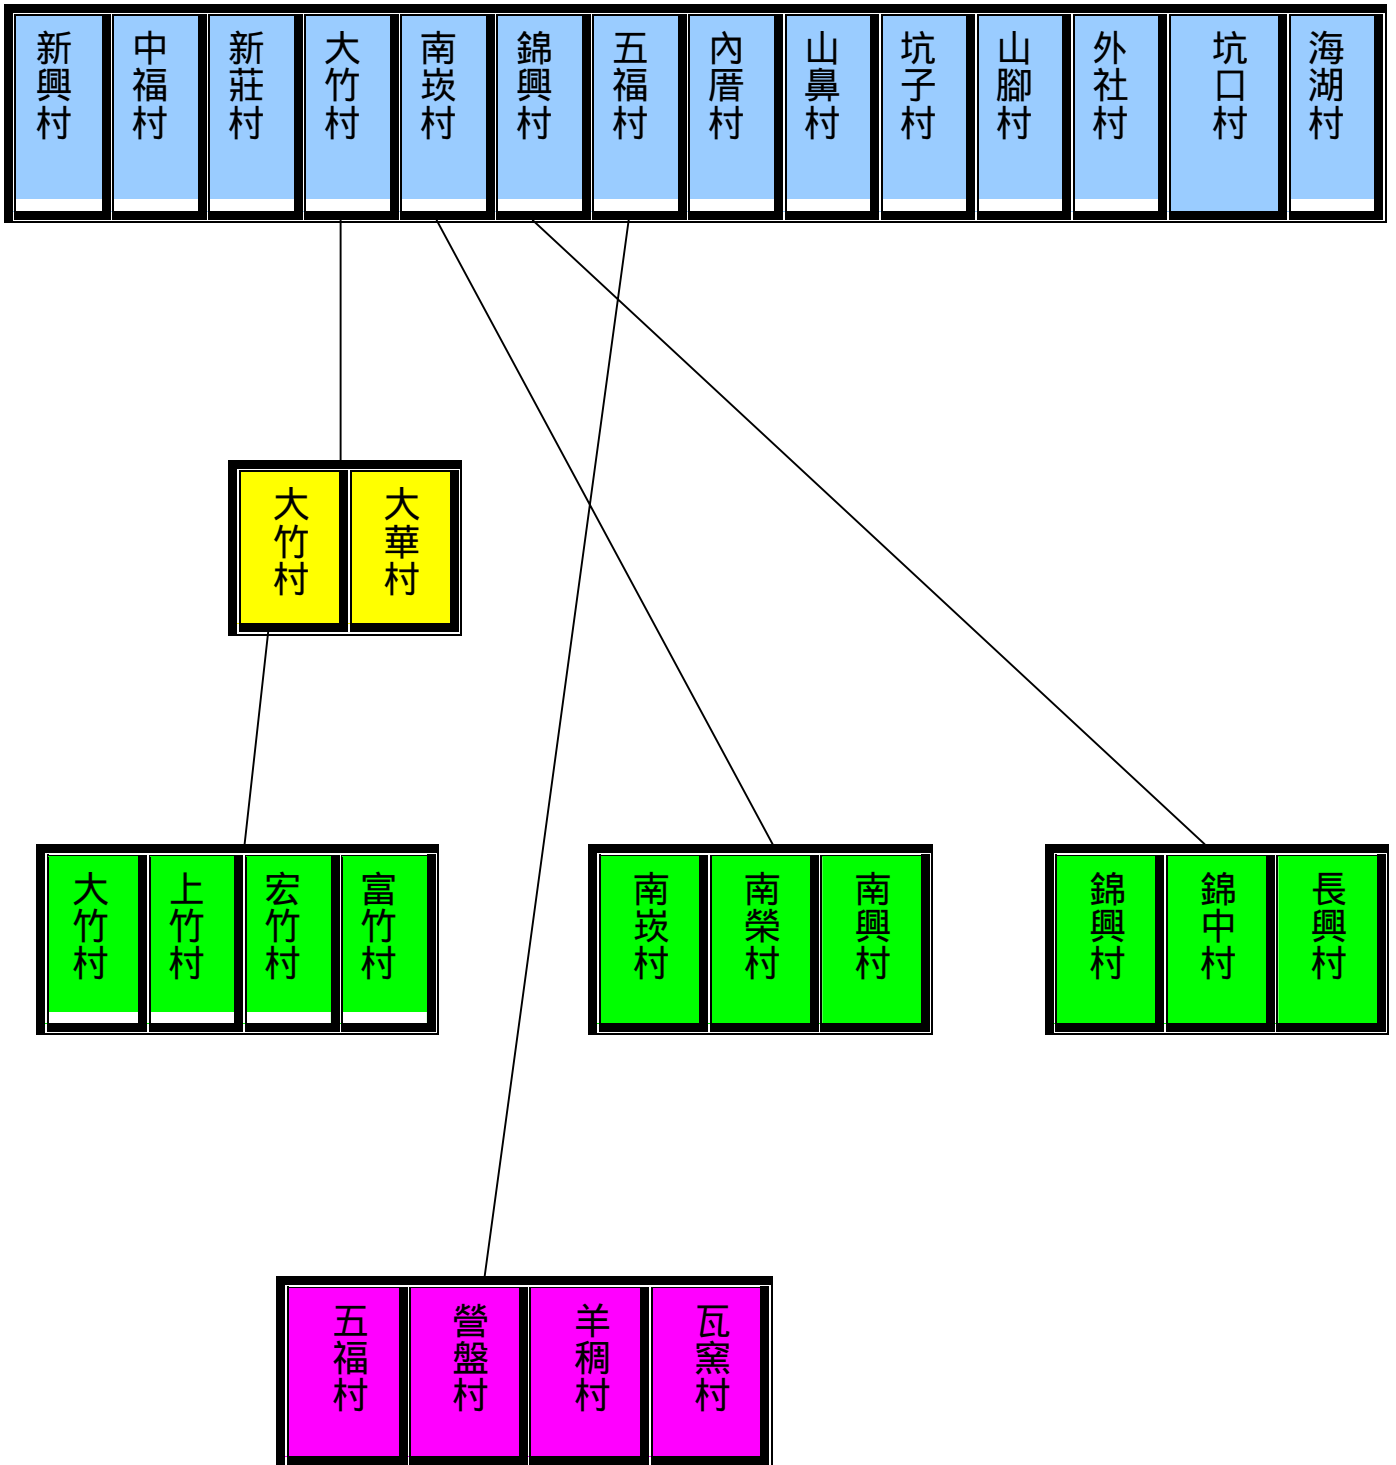 新興村
中福村
新莊村
大竹村
南崁村
錦興村
五福村
內厝村
山鼻村
坑子村
山腳村
外社村
坑口村
海湖村
大竹村
大華村
大竹村
上竹村
宏竹村
富竹村
南崁村
南榮村
南興村
錦興村
錦中村
長興村
五福村
營盤村
羊稠村
瓦窯村